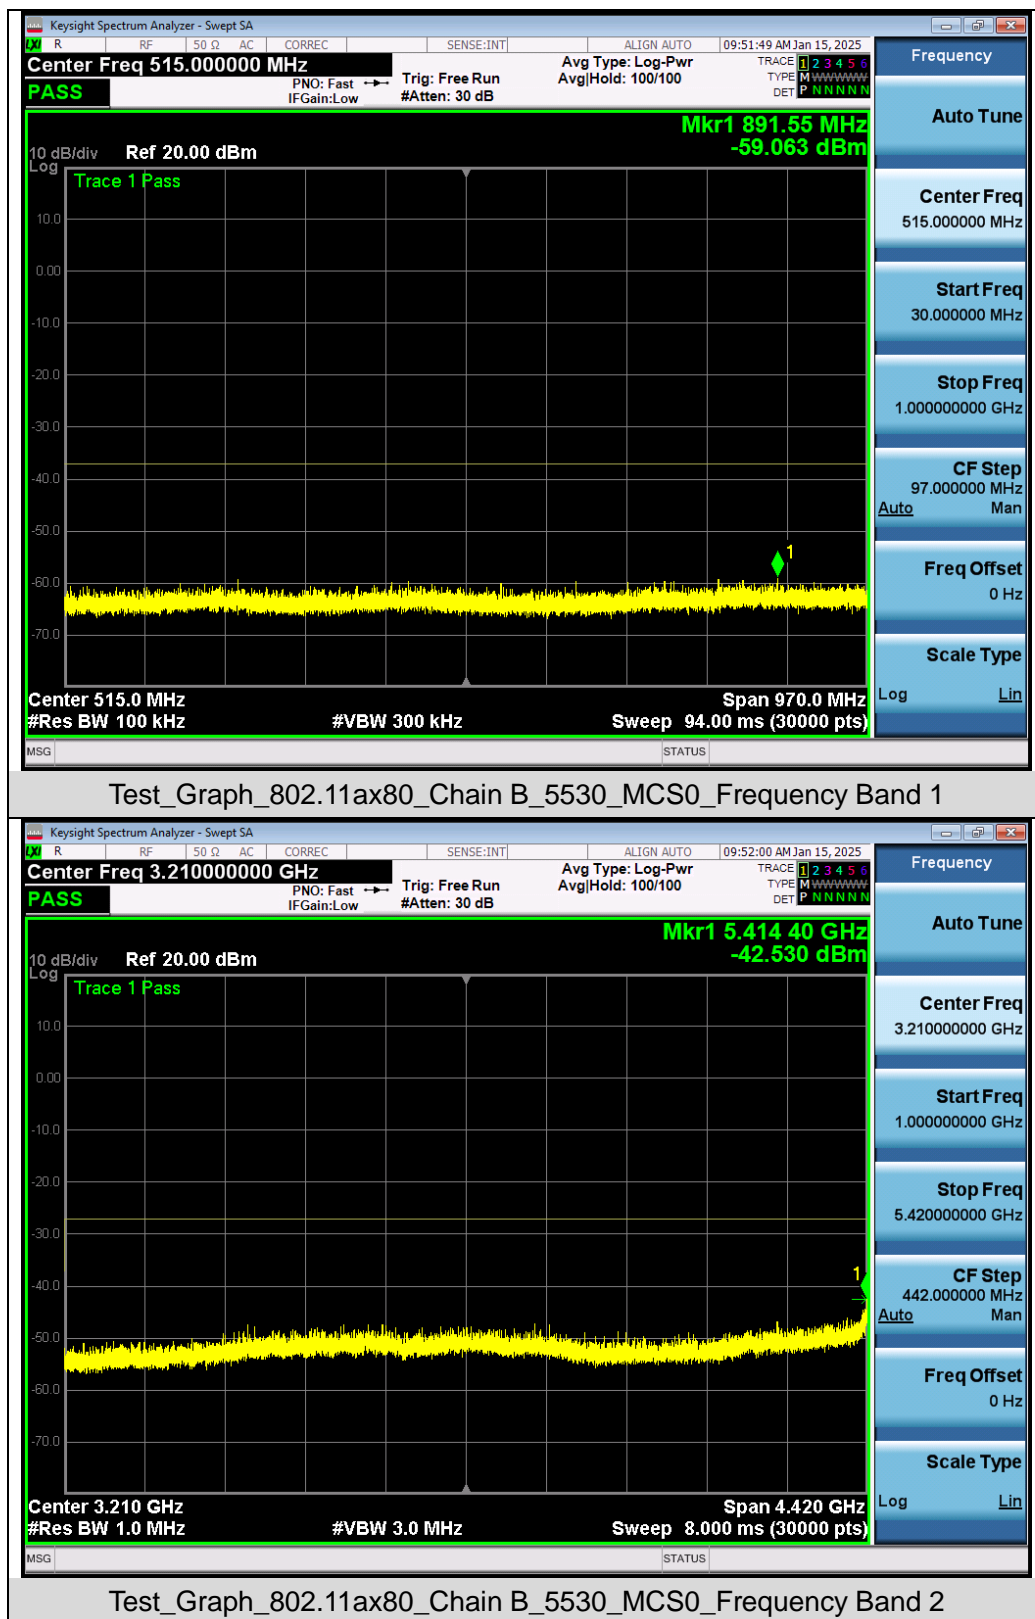 Keysight Spectrum Analyzer - Swept SA
LXI R RF 50 Ω AC CORREC SENSE:INT ALIGN AUTO 09:51:49 AM Jan 15, 2025
Center Freq 515.000000 MHz
PASS
PNO: Fast
IFGain:Low
Trig: Free Run
#Atten: 30 dB
Avg Type: Log-Pwr
Avg|Hold: 100/100
TRACE 1 2 3 4 5 6
TYPE M WWWWW
DET P N N N N N
Mkr1 891.55 MHz
-59.063 dBm
10 dB/div Ref 20.00 dBm
Log
Trace 1 Pass
10.0
0.00
-10.0
-20.0
-30.0
-40.0
-50.0
1
-60.0
-70.0
Center 515.0 MHz Span 970.0 MHz
#Res BW 100 kHz #VBW 300 kHz Sweep 94.00 ms (30000 pts)
MSG STATUS
Frequency
Auto Tune
Center Freq
515.000000 MHz
Start Freq
30.000000 MHz
Stop Freq
1.000000000 GHz
CF Step
97.000000 MHz
Auto Man
Freq Offset
0 Hz
Scale Type
Log Lin
Test_Graph_802.11ax80_Chain B_5530_MCS0_Frequency Band 1
Keysight Spectrum Analyzer - Swept SA
LXI R RF 50 Ω AC CORREC SENSE:INT ALIGN AUTO 09:52:00 AM Jan 15, 2025
Center Freq 3.210000000 GHz
PASS
PNO: Fast
IFGain:Low
Trig: Free Run
#Atten: 30 dB
Avg Type: Log-Pwr
Avg|Hold: 100/100
TRACE 1 2 3 4 5 6
TYPE M WWWWW
DET P N N N N N
Mkr1 5.414 40 GHz
-42.530 dBm
10 dB/div Ref 20.00 dBm
Log
Trace 1 Pass
10.0
0.00
-10.0
-20.0
-30.0
1
-40.0
-50.0
-60.0
-70.0
Center 3.210 GHz Span 4.420 GHz
#Res BW 1.0 MHz #VBW 3.0 MHz Sweep 8.000 ms (30000 pts)
MSG STATUS
Frequency
Auto Tune
Center Freq
3.210000000 GHz
Start Freq
1.000000000 GHz
Stop Freq
5.420000000 GHz
CF Step
442.000000 MHz
Auto Man
Freq Offset
0 Hz
Scale Type
Log Lin
Test_Graph_802.11ax80_Chain B_5530_MCS0_Frequency Band 2